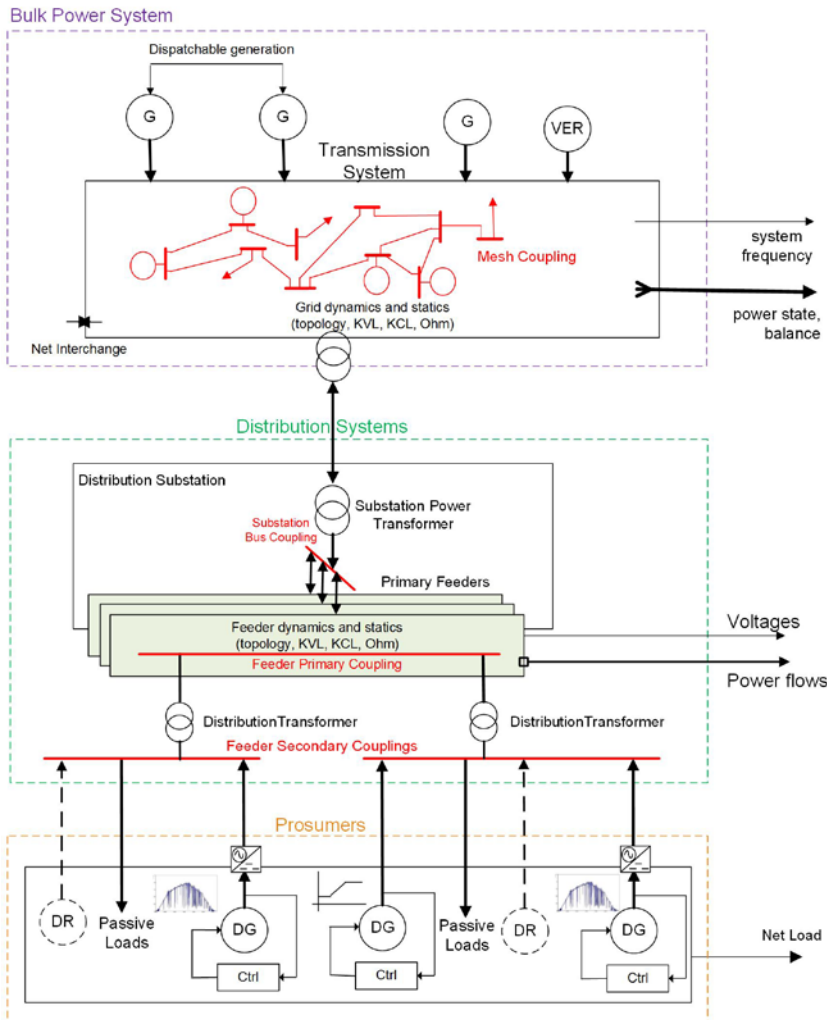 Bulk Power System
Dispatchable generation
G
G
G
VER
Transmission
System
Mesh Coupling
system
frequency
Grid dynamics and statics
(topology, KVL, KCL, Ohm)
power state,
balance
Net Interchange
Distribution Systems
Distribution Substation
Substation Power
Transformer
Substation
Bus Coupling
Primary Feeders
Feeder dynamics and statics
(topology, KVL, KCL, Ohm)
Feeder Primary Coupling
Voltages
Power flows
DistributionTransformer
DistributionTransformer
Feeder Secondary Couplings
Prosumers
DR
Passive
Loads
DG
Ctrl
DG
Ctrl
Passive
Loads
DR
DG
Ctrl
Net Load